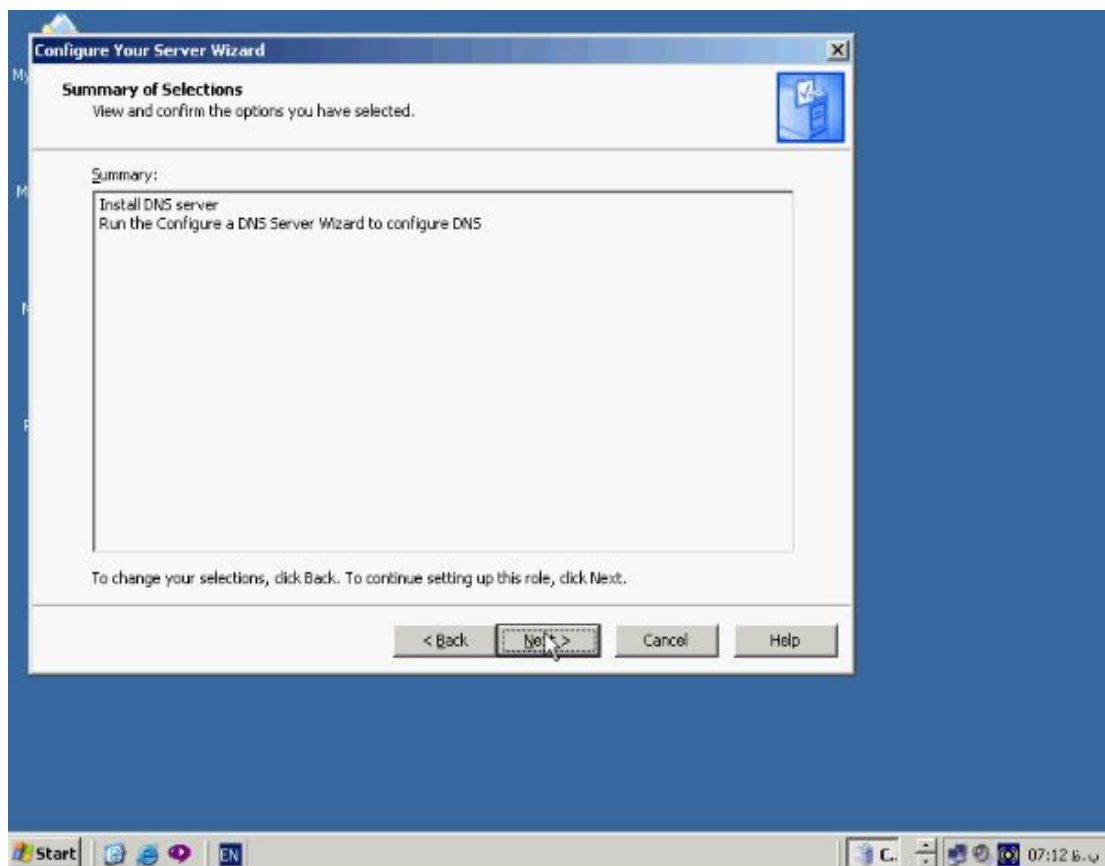 Configure Your Server Wizard
My
Summary of Selections
View and confirm the options you have selected.
Summary:
M
Install DNS server
Run the Configure a DNS Server Wizard to configure DNS
To change your selections, click Back. To continue setting up this role, click Next.
< Back
Next >
Cancel
Help
Start
EN
C..
07:12 ق.ظ